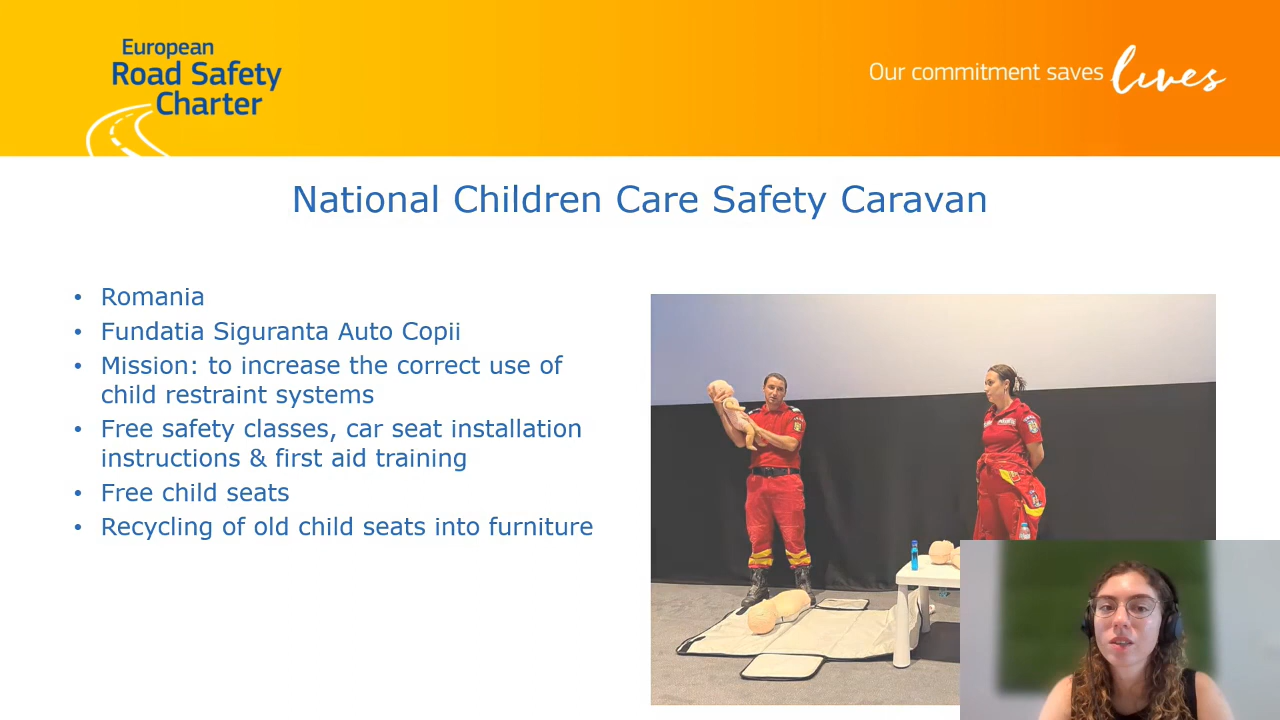 European
Road Safety
Charter
Our commitment saves lives
National Children Care Safety Caravan
• Romania
• Fundatia Siguranta Auto Copii
• Mission: to increase the correct use of
child restraint systems
• Free safety classes, car seat installation
instructions & first aid training
• Free child seats
• Recycling of old child seats into furniture